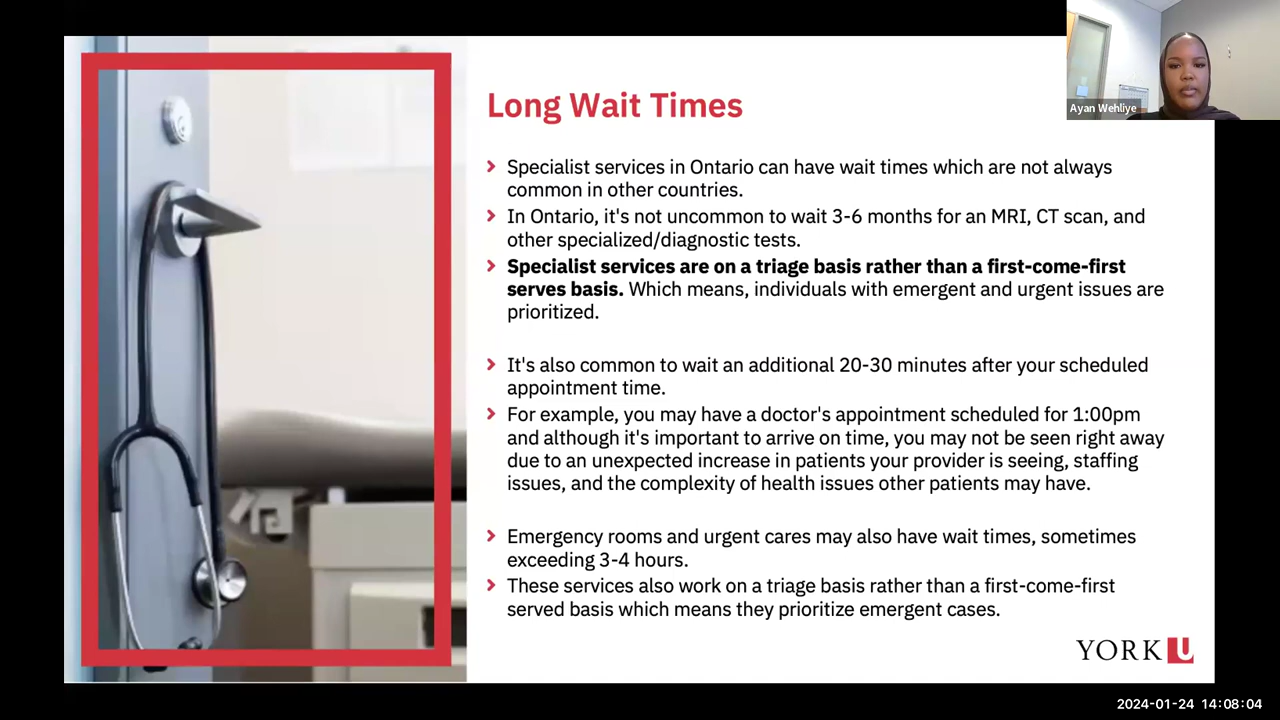 Ayan Wehliye
Long Wait Times
Specialist services in Ontario can have wait times which are not always
common in other countries.
In Ontario, it's not uncommon to wait 3-6 months for an MRI, CT scan, and
other specialized/diagnostic tests.
Specialist services are on a triage basis rather than a first-come-first
serves basis. Which means, individuals with emergent and urgent issues are
prioritized.
It's also common to wait an additional 20-30 minutes after your scheduled
appointment time.
For example, you may have a doctor's appointment scheduled for 1:00pm
and although it's important to arrive on time, you may not be seen right away
due to an unexpected increase in patients your provider is seeing, staffing
issues, and the complexity of health issues other patients may have.
Emergency rooms and urgent cares may also have wait times, sometimes
exceeding 3-4 hours.
These services also work on a triage basis rather than a first-come-first
served basis which means they prioritize emergent cases.
YORK U
2024-01-24 14:08:04